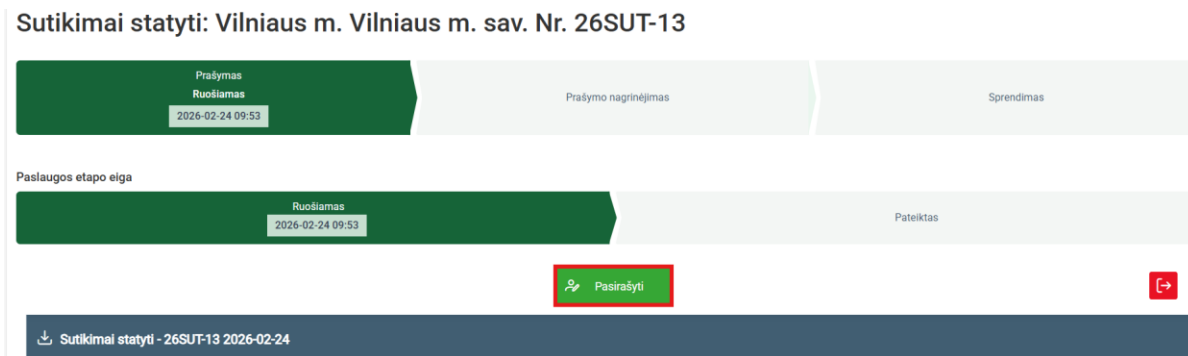 Sutikimai statyti: Vilniaus m. Vilniaus m. sav. Nr. 26SUT-13
Prašymas
Ruošiamas
2026-02-24 09:53
Prašymo nagrinėjimas
Sprendimas
Paslaugos etapo eiga
Ruošiamas
2026-02-24 09:53
Pateiktas
Pasirašyti
Sutikimai statyti - 26SUT-13 2026-02-24